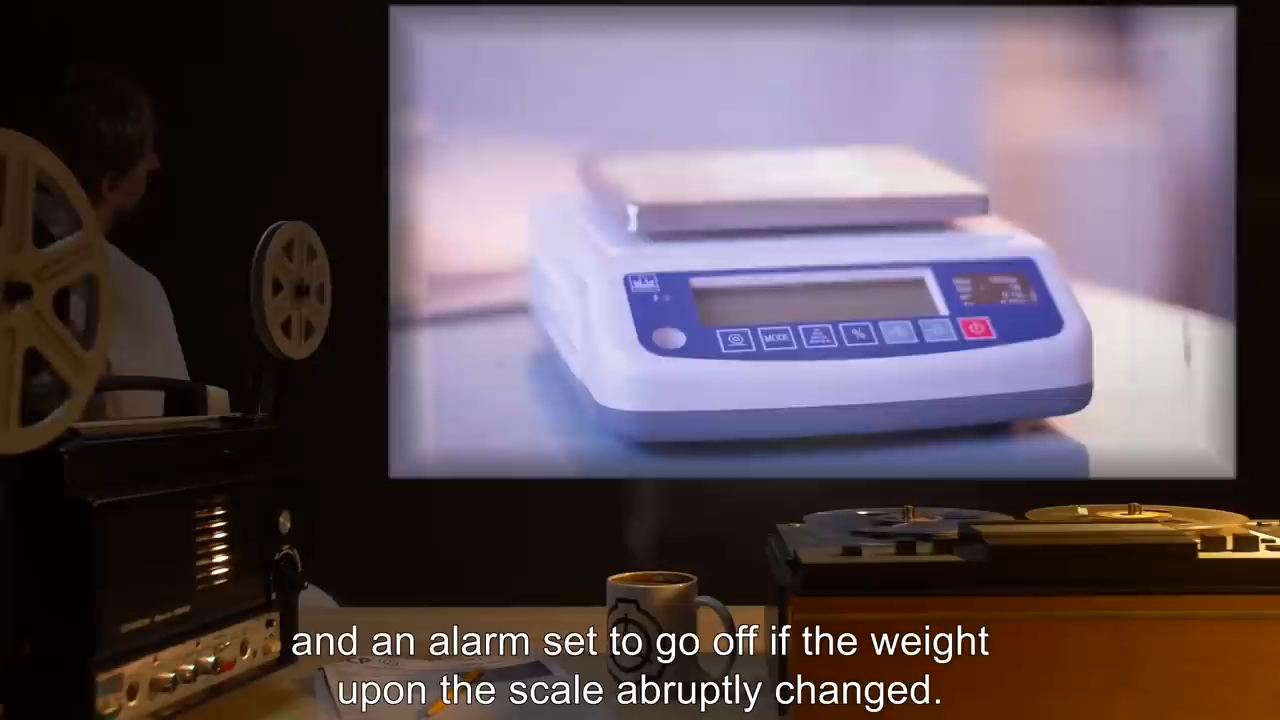 MODE
%
and an alarm set to go off if the weight
upon the scale abruptly changed.